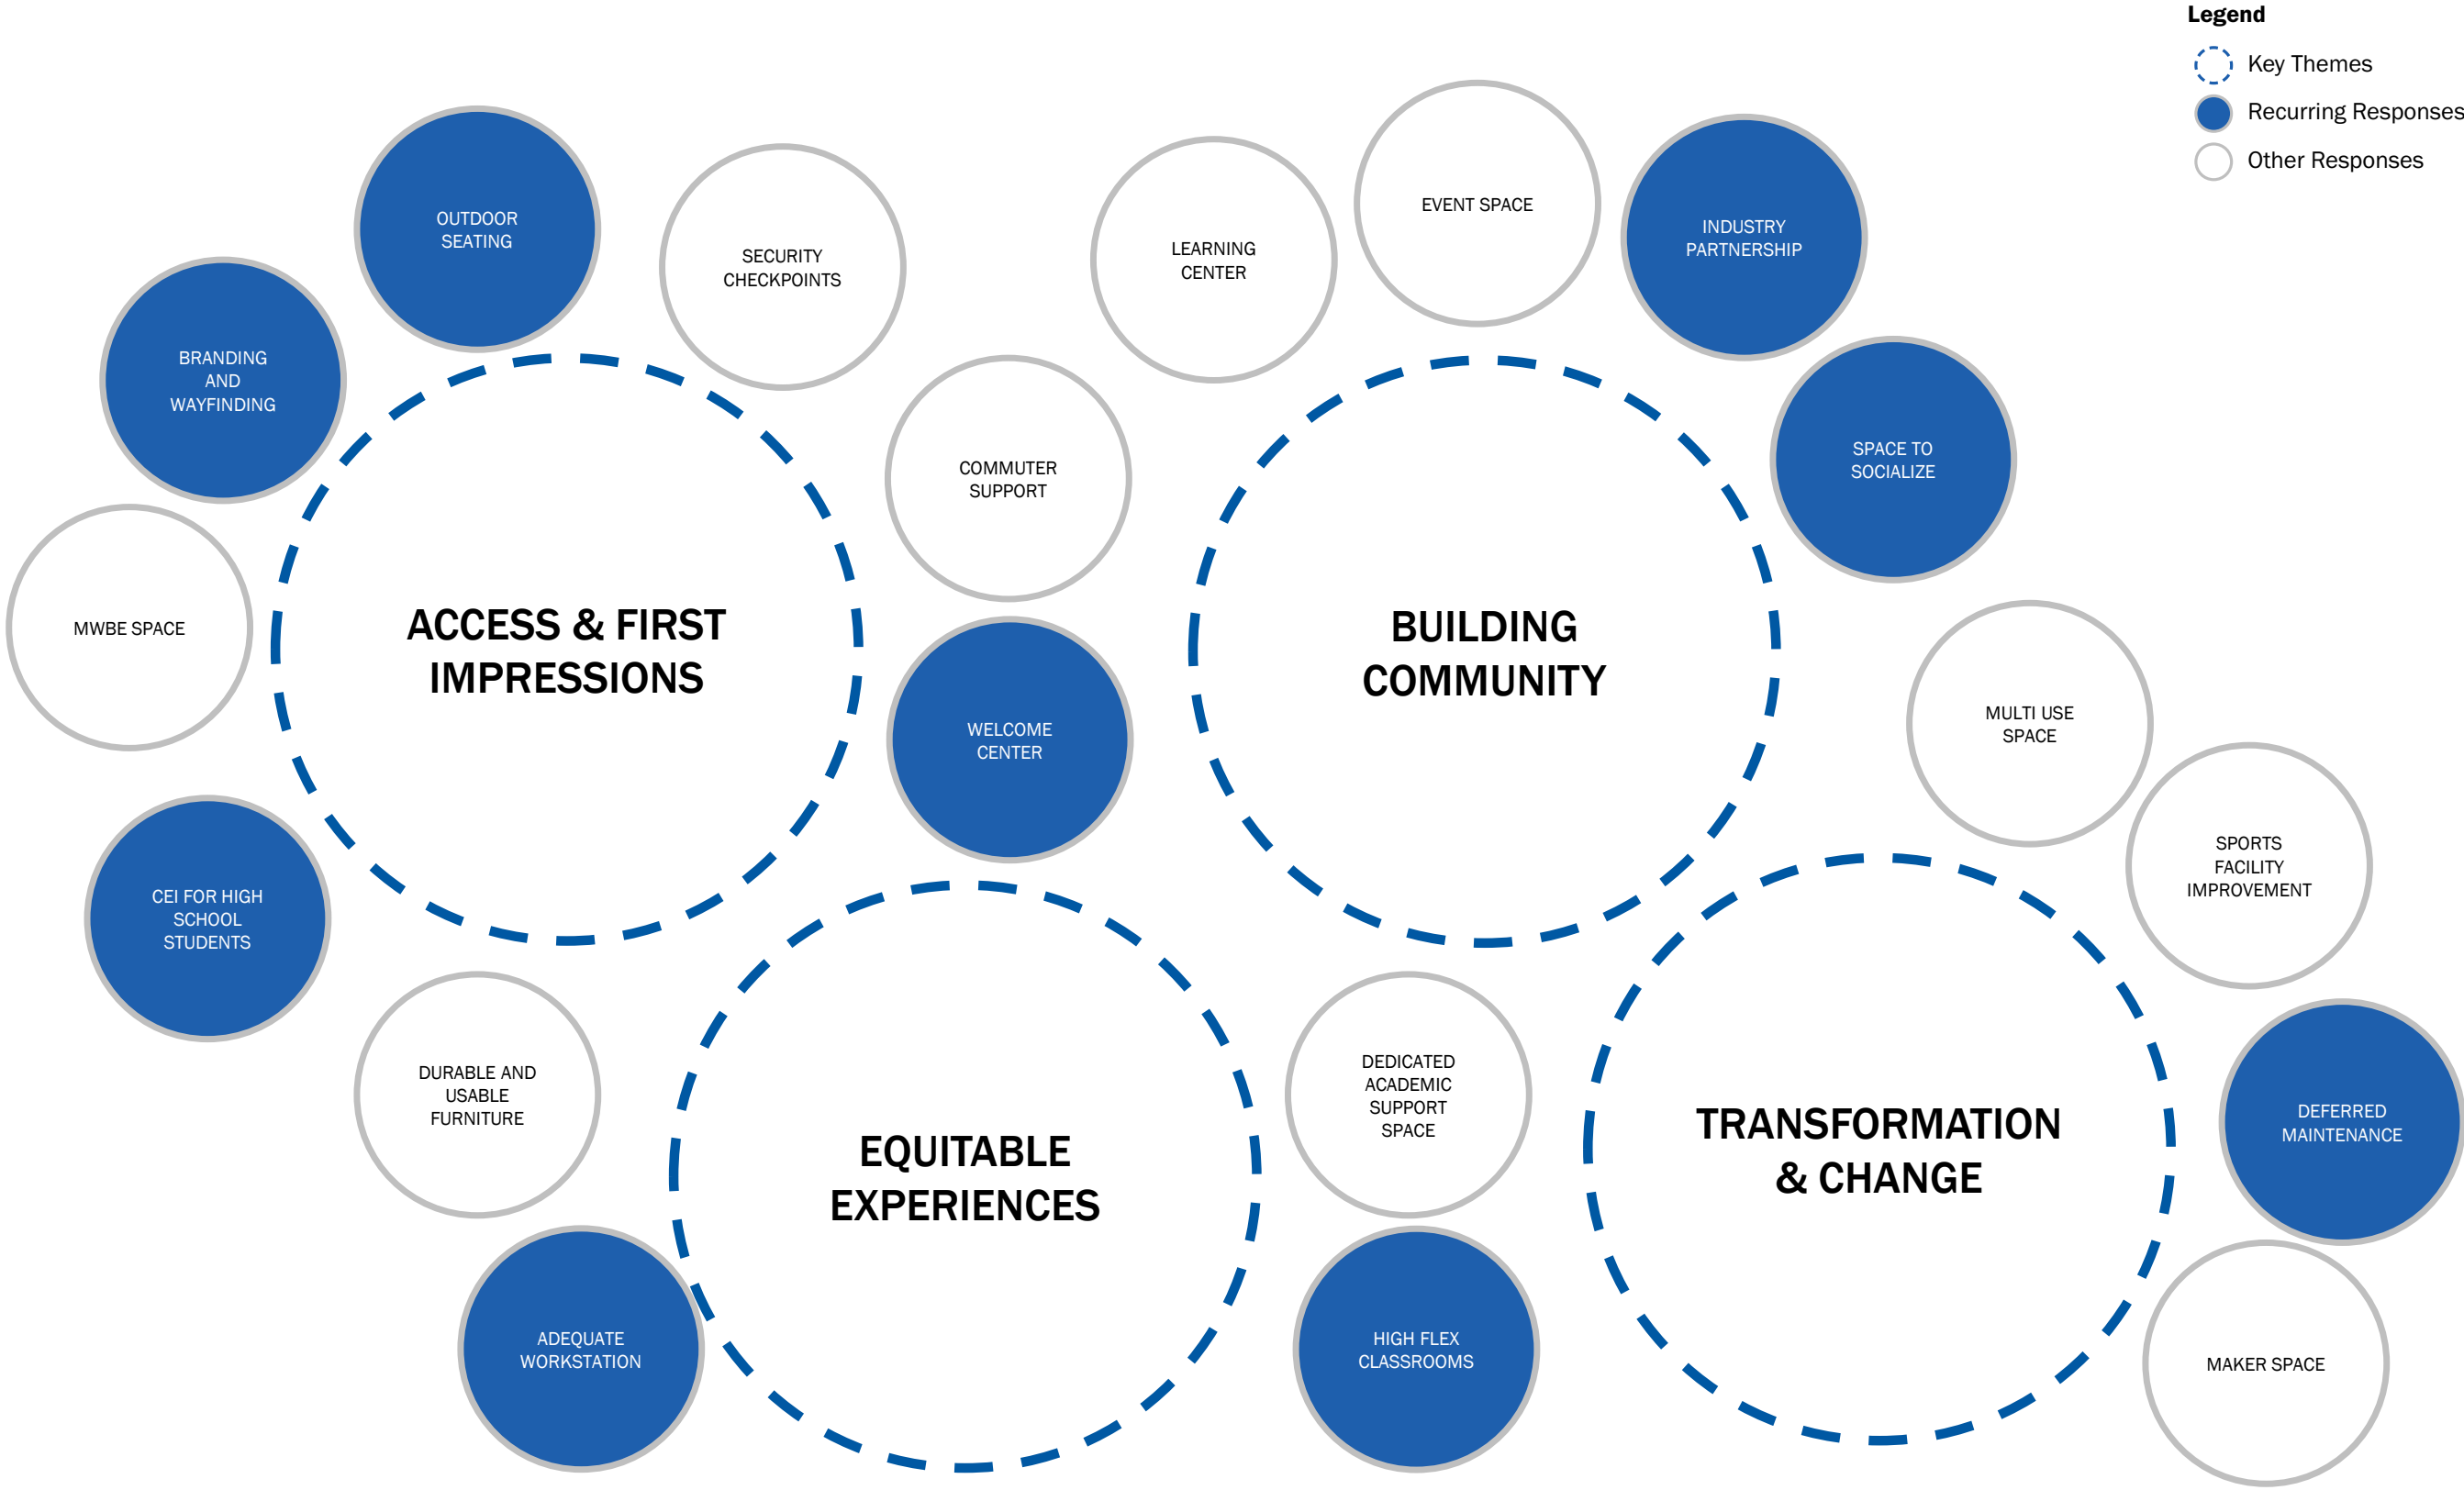 Legend
Key Themes
Recurring Responses
Other Responses
OUTDOOR
SEATING
SECURITY
CHECKPOINTS
LEARNING
CENTER
EVENT SPACE
INDUSTRY
PARTNERSHIP
BRANDING
AND
WAYFINDING
COMMUTER
SUPPORT
SPACE TO
SOCIALIZE
MWBE SPACE
ACCESS & FIRST
IMPRESSIONS
BUILDING
COMMUNITY
WELCOME
CENTER
MULTI USE
SPACE
SPORTS
FACILITY
IMPROVEMENT
CEI FOR HIGH
SCHOOL
STUDENTS
DURABLE AND
USABLE
FURNITURE
EQUITABLE
EXPERIENCES
DEDICATED
ACADEMIC
SUPPORT
SPACE
TRANSFORMATION
& CHANGE
DEFERRED
MAINTENANCE
ADEQUATE
WORKSTATION
HIGH FLEX
CLASSROOMS
MAKER SPACE